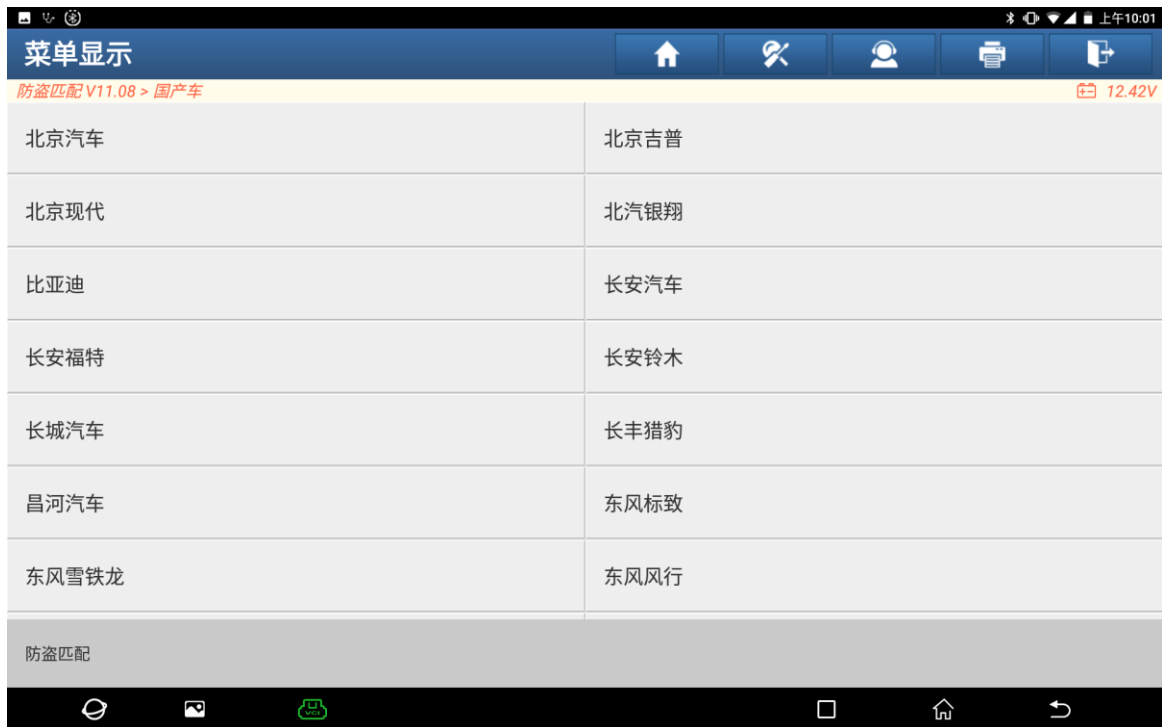 上午10:01
菜单显示
防盗匹配 V11.08 > 国产车 12.42V
北京汽车 北京吉普
北京现代 北汽银翔
比亚迪 长安汽车
长安福特 长安铃木
长城汽车 长丰猎豹
昌河汽车 东风标致
东风雪铁龙 东风风行
防盗匹配
VCI